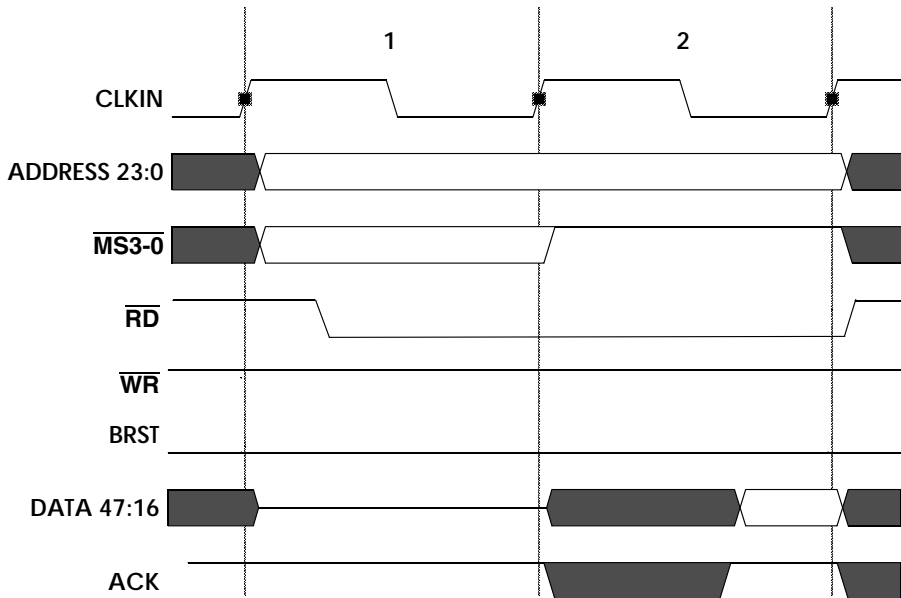 1 2
CLKIN
ADDRESS 23:0
MS3-0
RD
WR
BRST
DATA 47:16
ACK